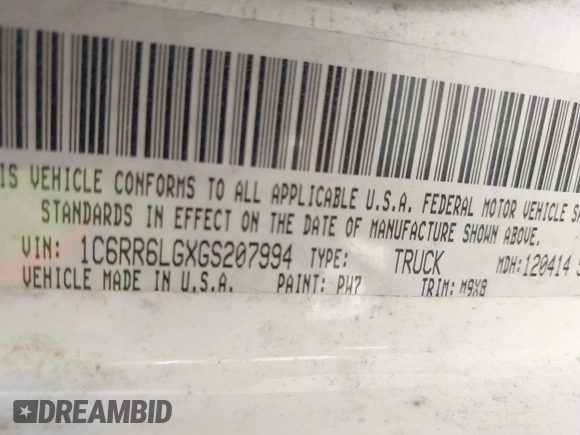 IS VEHICLE CONFORMS TO ALL APPLICABLE U.S.A. FEDERAL MOTOR VEHICLE SA
STANDARDS IN EFFECT ON THE DATE OF MANUFACTURE SHOWN ABOVE.
VIN: 1C6RR6LGXGS207994 TYPE: TRUCK MDH: 120414
VEHICLE MADE IN U.S.A. PAINT: PW7 TRIM: M9X8
DREAMBID